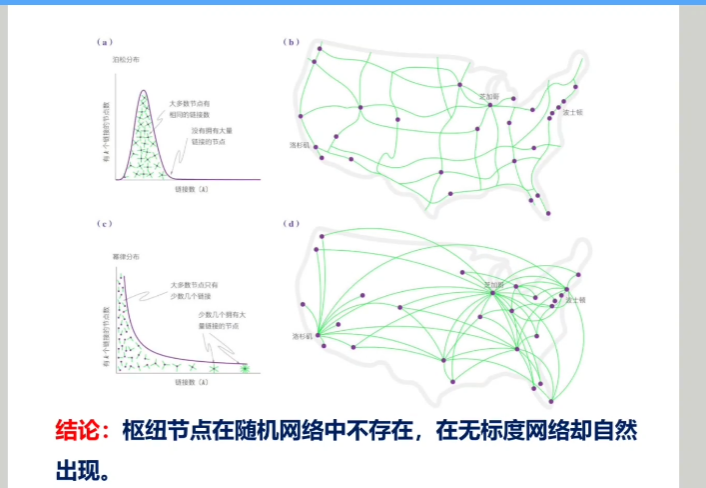 (a)
泊松分布
大多数节点有
相同的链接数
没有拥有大量
链接的节点
有 k 个链接的节点数
链接数 (k)
(b)
芝加哥
波士顿
洛杉矶
(c)
幂律分布
大多数节点只有
少数几个链接
少数几个拥有大
量链接的节点
有 k 个链接的节点数
链接数 (k)
(d)
芝加哥
波士顿
洛杉矶
结论：枢纽节点在随机网络中不存在，在无标度网络却自然
出现。